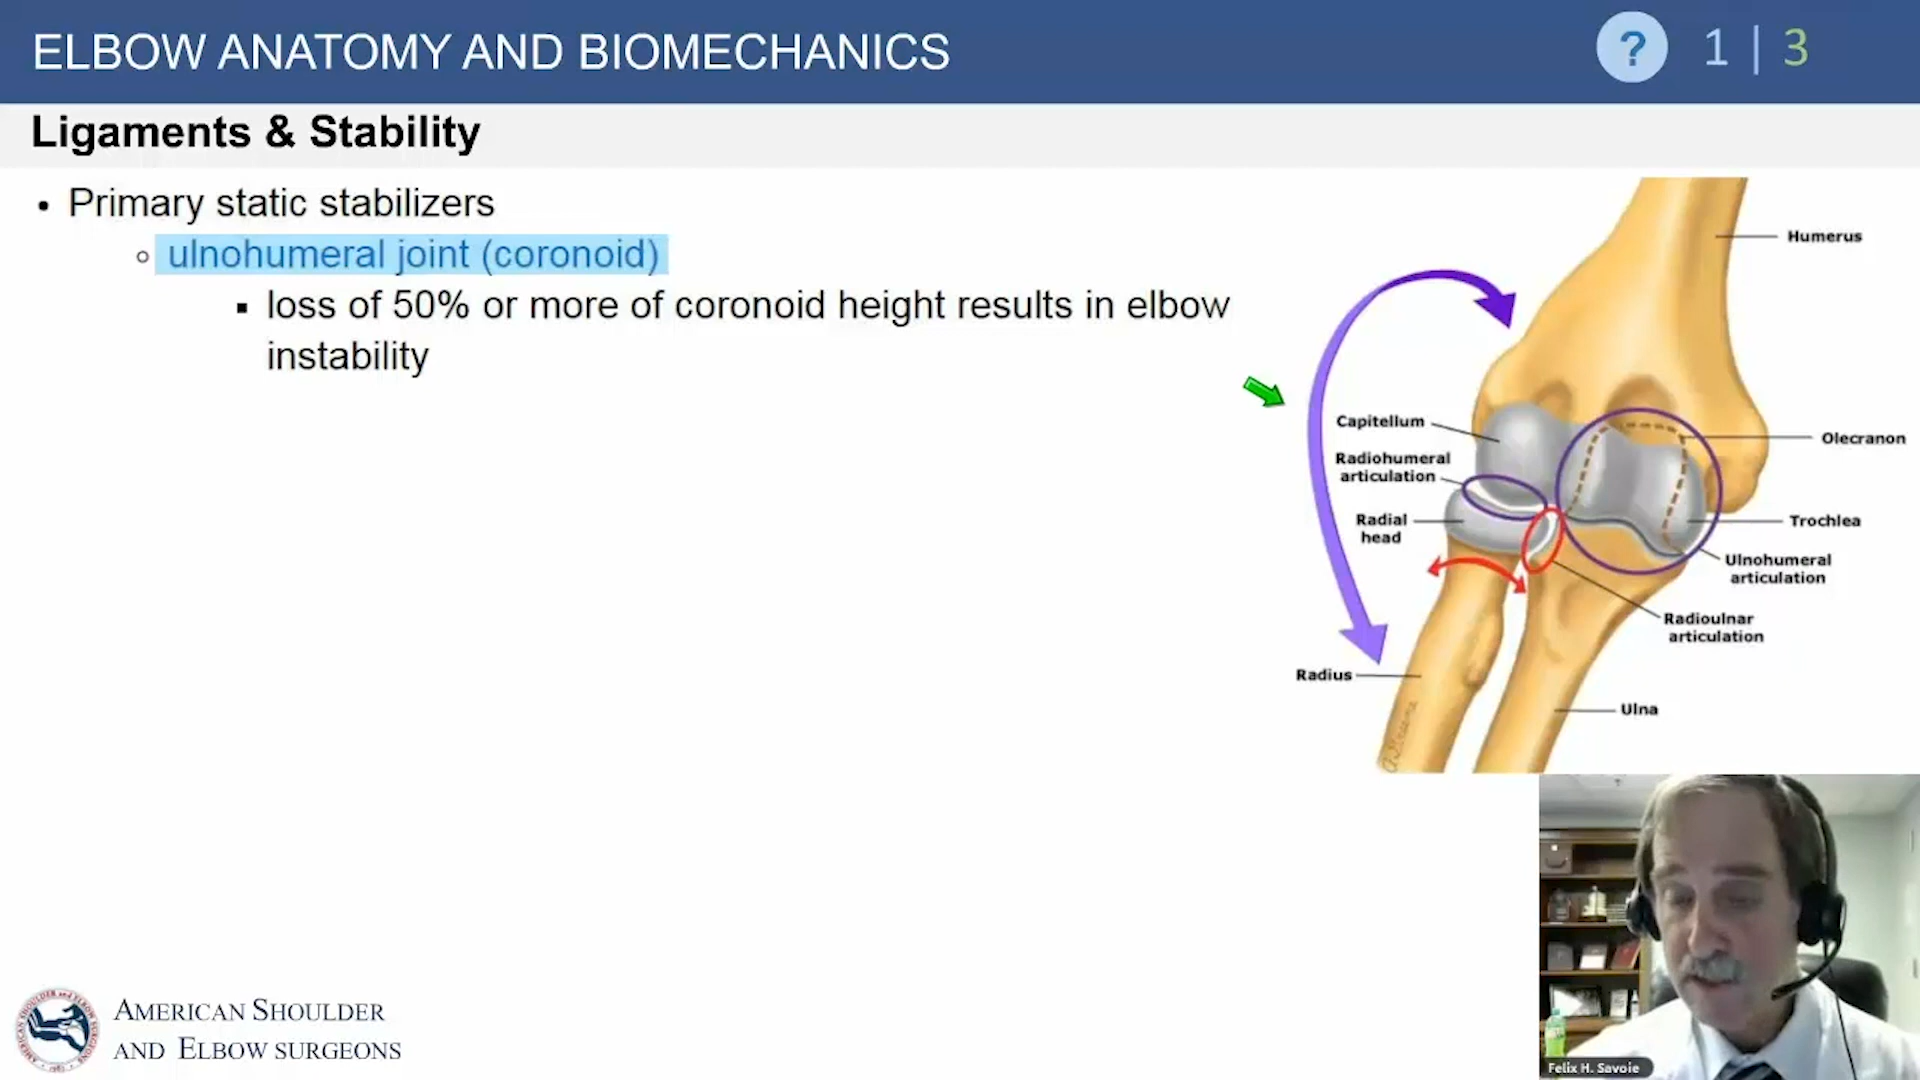 ELBOW ANATOMY AND BIOMECHANICS
? 1 | 3
Ligaments & Stability
• Primary static stabilizers
○ ulnohumeral joint (coronoid)
▪ loss of 50% or more of coronoid height results in elbow
instability
Humerus
Capitellum
Olecranon
Radiohumeral
articulation
Radial
head
Trochlea
Ulnohumeral
articulation
Radioulnar
articulation
Radius
Ulna
AMERICAN SHOULDER
AND ELBOW SURGEONS
Felix H. Savoie